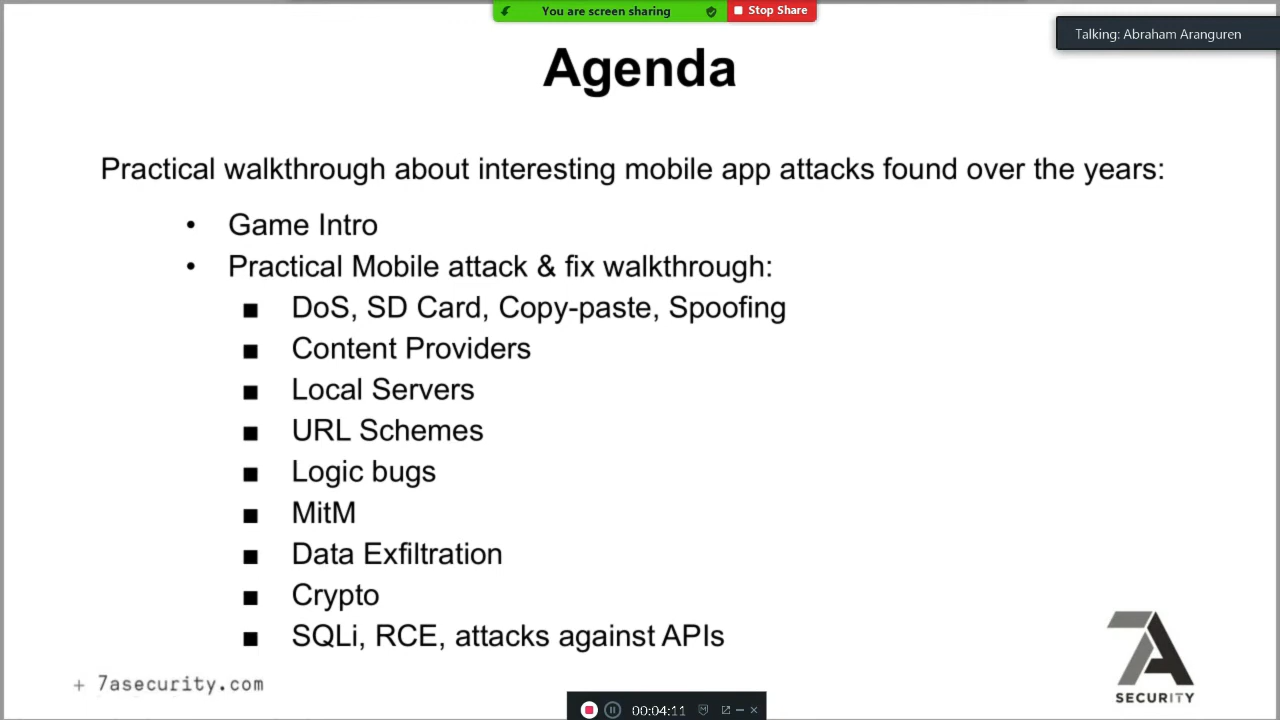 You are screen sharing
Stop Share
Talking: Abraham Aranguren
Agenda
Practical walkthrough about interesting mobile app attacks found over the years:
• Game Intro
• Practical Mobile attack & fix walkthrough:
■ DoS, SD Card, Copy-paste, Spoofing
■ Content Providers
■ Local Servers
■ URL Schemes
■ Logic bugs
■ MitM
■ Data Exfiltration
■ Crypto
■ SQLi, RCE, attacks against APIs
+ 7asecurity.com
7A
SECURITY
00:04:11